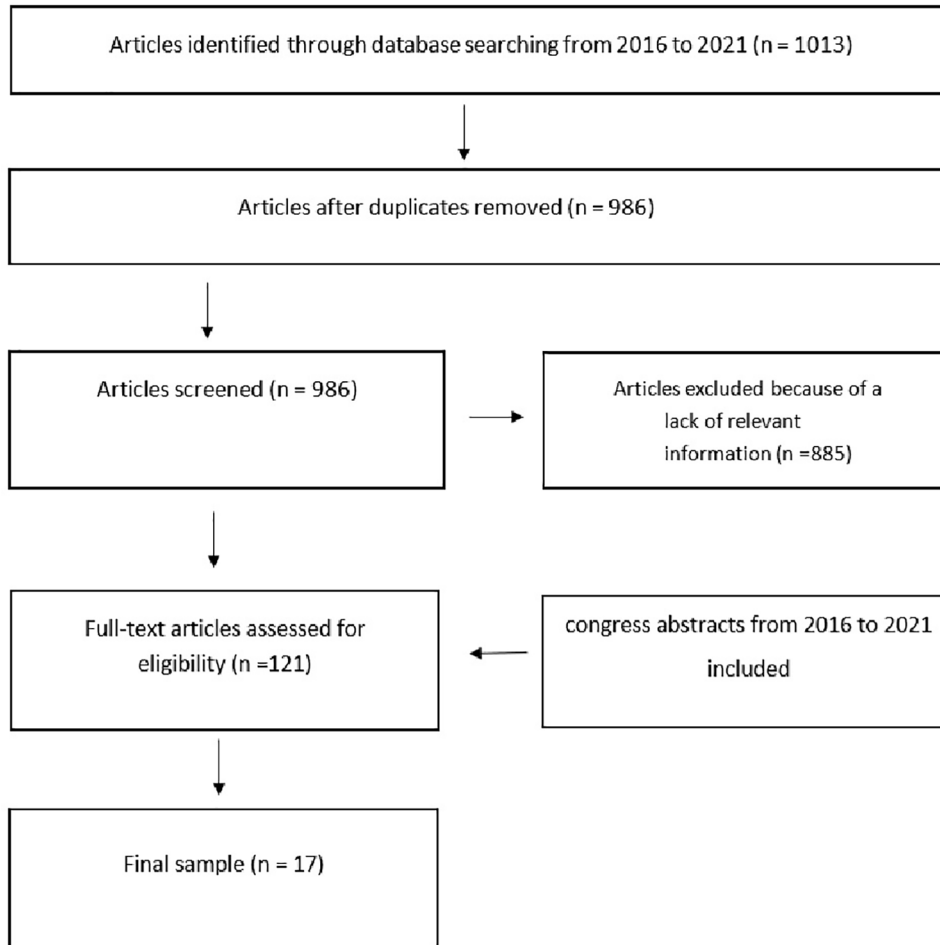 Articles identified through database searching from 2016 to 2021 (n = 1013)
Articles after duplicates removed (n = 986)
Articles screened (n = 986)
Articles excluded because of a
lack of relevant
information (n =885)
Full-text articles assessed for
eligibility (n =121)
congress abstracts from 2016 to 2021
included
Final sample (n = 17)